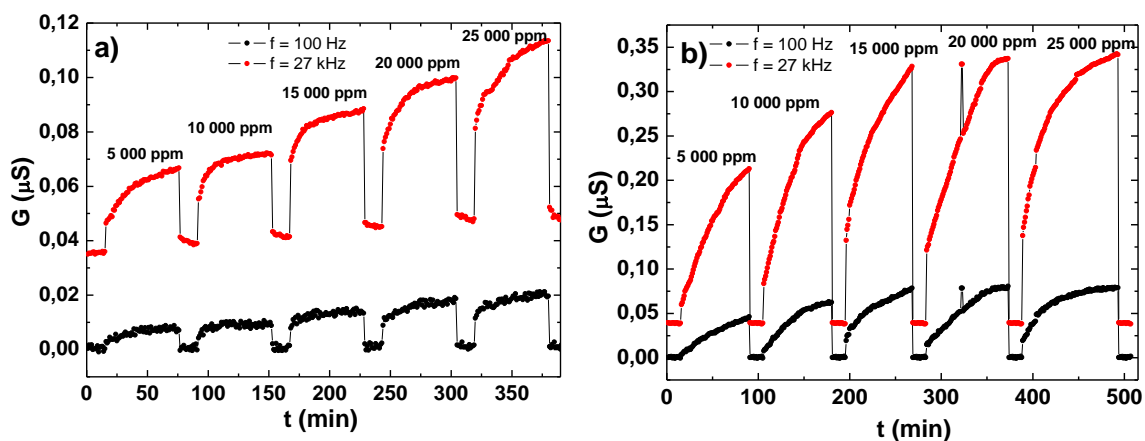 a)
f = 100 Hz
f = 27 kHz
5 000 ppm
10 000 ppm
15 000 ppm
20 000 ppm
25 000 ppm
0,12
0,10
0,08
0,06
0,04
0,02
0,00
G (μS)
0 50 100 150 200 250 300 350
t (min)
b)
f = 100 Hz
f = 27 kHz
5 000 ppm
10 000 ppm
15 000 ppm
20 000 ppm
25 000 ppm
0,35
0,30
0,25
0,20
0,15
0,10
0,05
0,00
G (μS)
0 100 200 300 400 500
t (min)